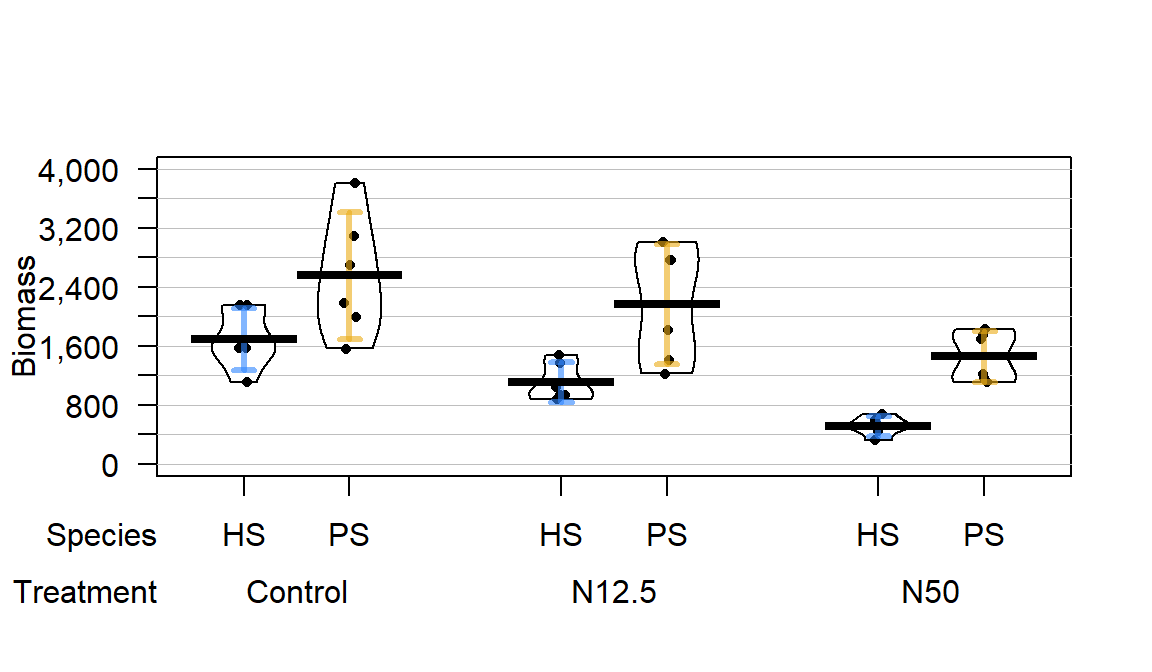 4,000
3,200
2,400
1,600
800
0
Biomass
Species HS PS HS PS HS PS
Treatment Control N12.5 N50